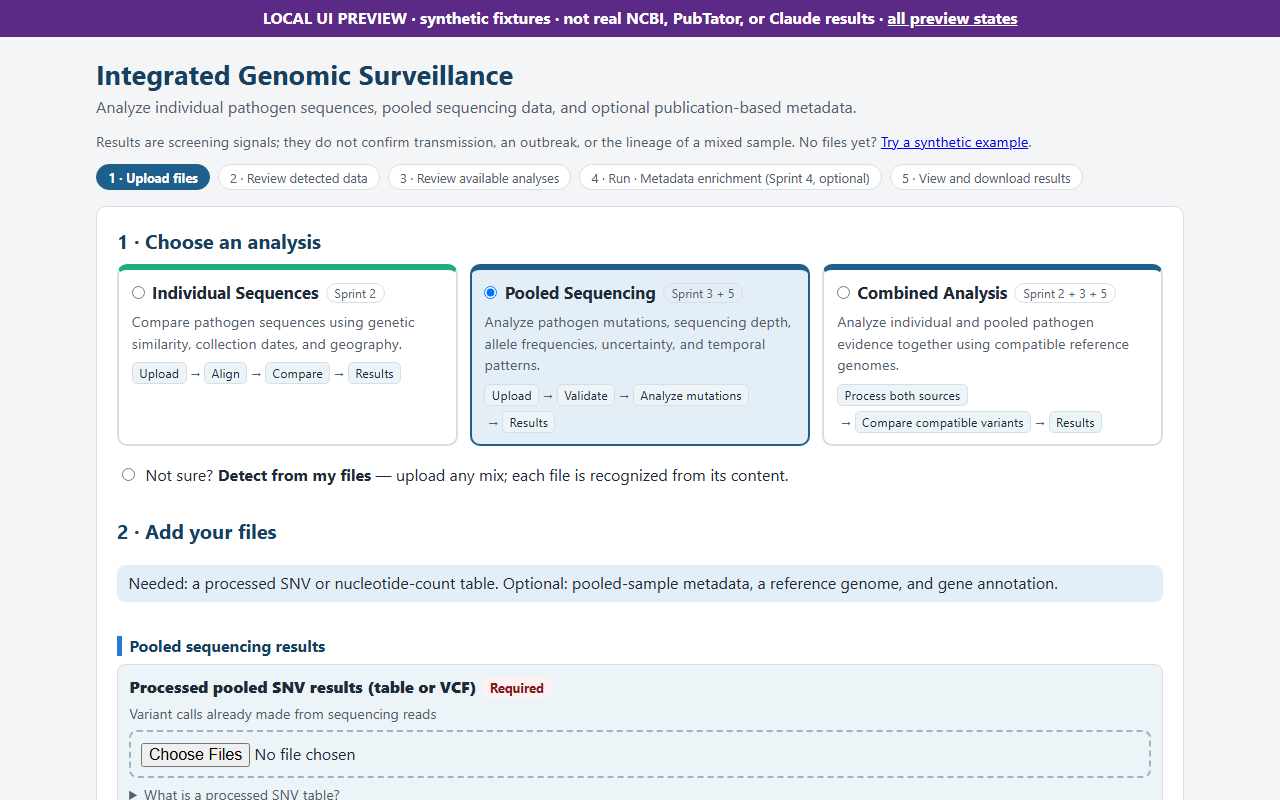 LOCAL UI PREVIEW · synthetic fixtures · not real NCBI, PubTator, or Claude results · all preview states
Integrated Genomic Surveillance
Analyze individual pathogen sequences, pooled sequencing data, and optional publication-based metadata.
Results are screening signals; they do not confirm transmission, an outbreak, or the lineage of a mixed sample. No files yet? Try a synthetic example.
1 · Upload files
2 · Review detected data
3 · Review available analyses
4 · Run · Metadata enrichment (Sprint 4, optional)
5 · View and download results
1 · Choose an analysis
Individual Sequences Sprint 2
Compare pathogen sequences using genetic
similarity, collection dates, and geography.
Upload → Align → Compare → Results
Pooled Sequencing Sprint 3 + 5
Analyze pathogen mutations, sequencing depth,
allele frequencies, uncertainty, and temporal
patterns.
Upload → Validate → Analyze mutations
→ Results
Combined Analysis Sprint 2 + 3 + 5
Analyze individual and pooled pathogen
evidence together using compatible reference
genomes.
Process both sources
→ Compare compatible variants → Results
Not sure? Detect from my files — upload any mix; each file is recognized from its content.
2 · Add your files
Needed: a processed SNV or nucleotide-count table. Optional: pooled-sample metadata, a reference genome, and gene annotation.
Pooled sequencing results
Processed pooled SNV results (table or VCF) Required
Variant calls already made from sequencing reads
Choose Files No file chosen
▶ What is a processed SNV table?